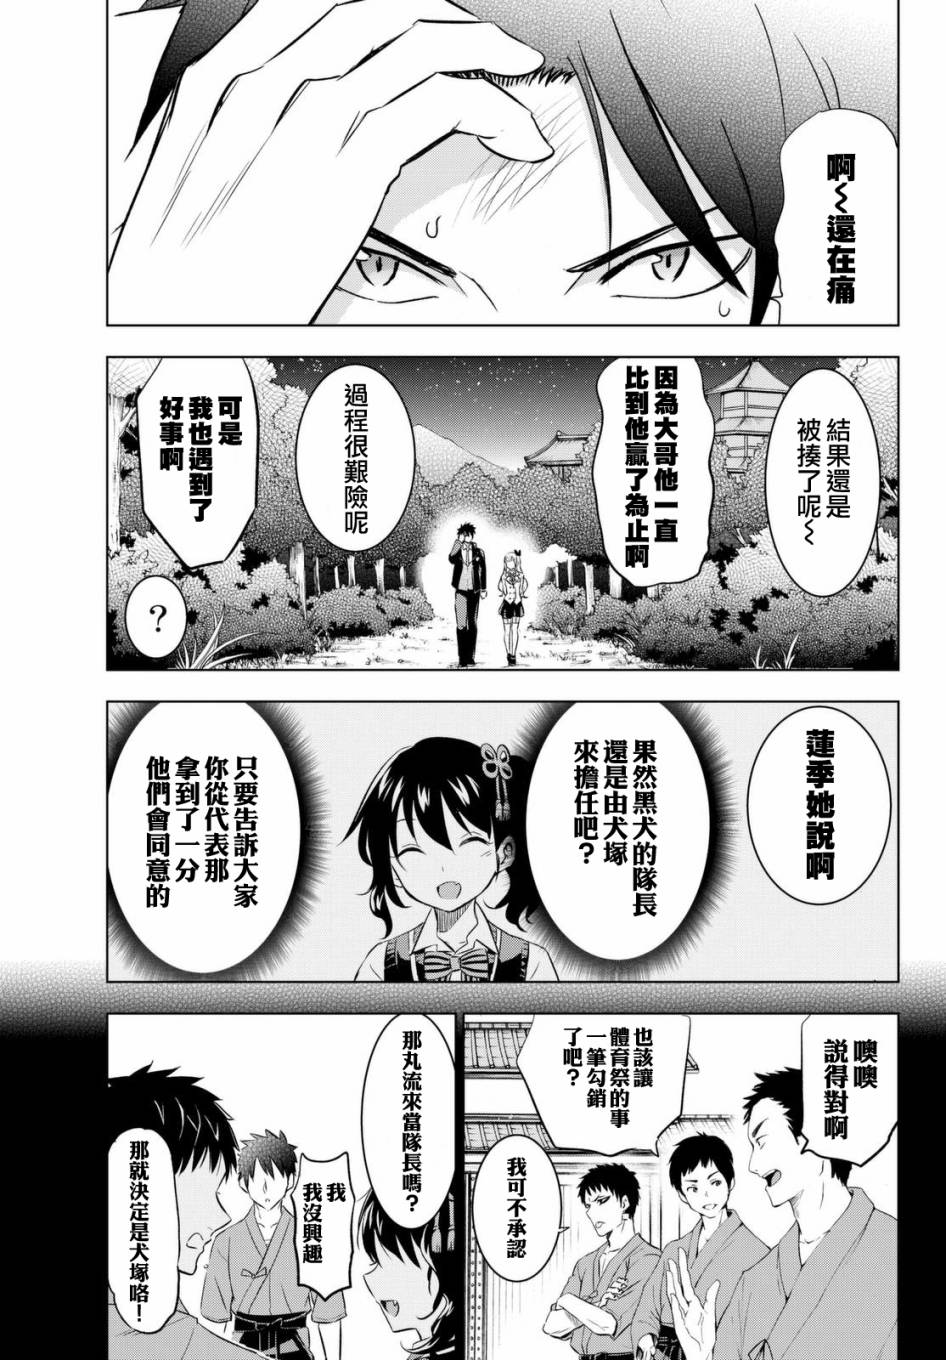 啊~還在痛
結果還是
被揍了呢~
因為大哥他一直
比到他贏了為止啊
過程很艱險呢
可是
我也遇到了
好事啊
？
蓮季她說啊
果然黑犬的隊長
還是由犬塚
來擔任吧？
只要告訴大家
你從代表那
拿到了一分
他們會同意的
噢噢
說得對啊
也該讓
體育祭的事
一筆勾銷
了吧？
我可不承認
那丸流來當隊長嗎？
我
我沒興趣
那就決定是犬塚咯！